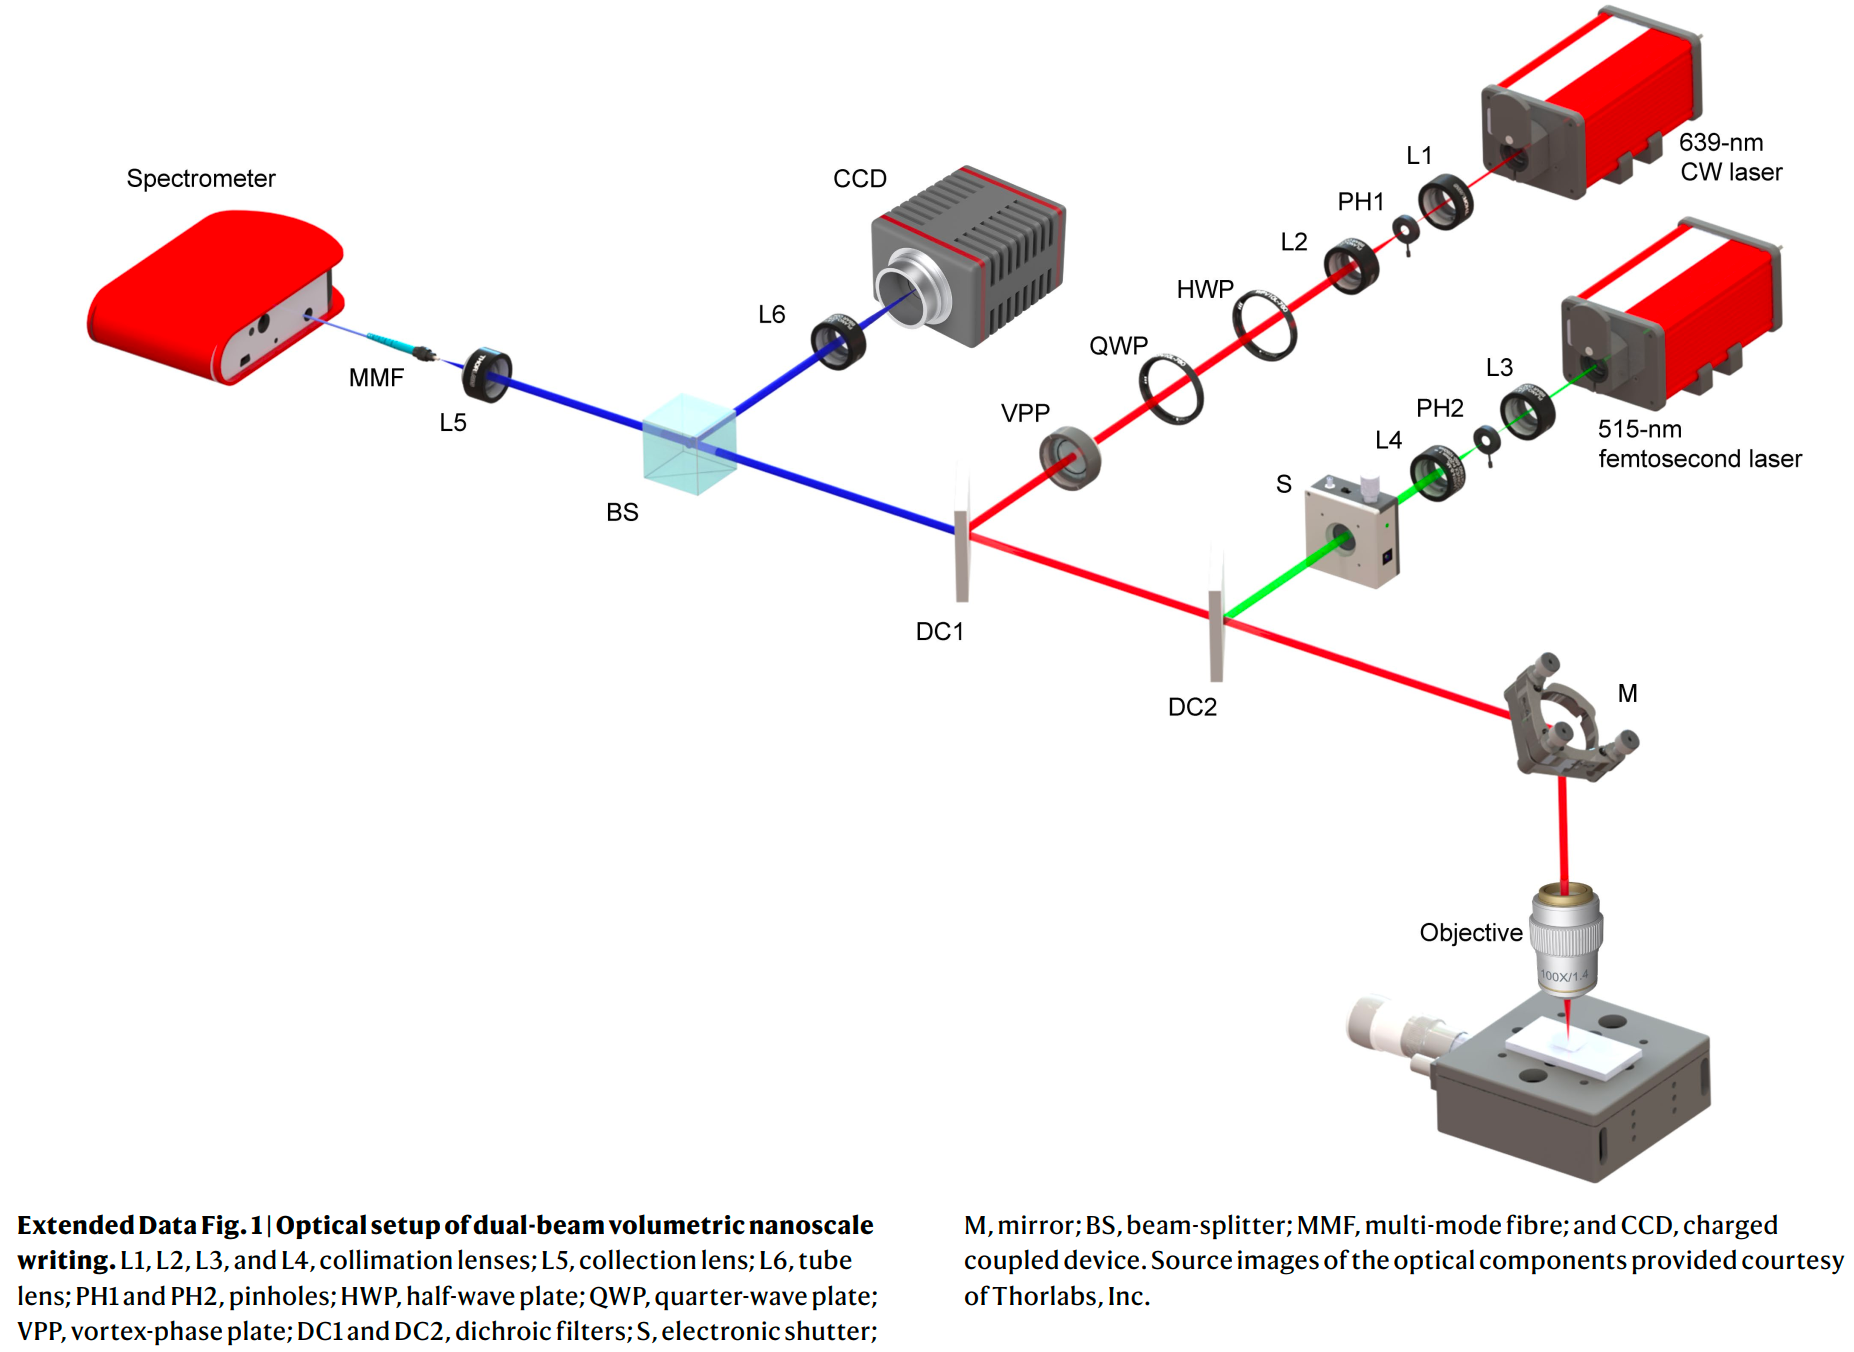 639-nm
CW laser
L1
PH1
Spectrometer
CCD
L2
HWP
L6
QWP
L3
MMF
PH2
VPP
L5
L4
515-nm
femtosecond laser
S
BS
DC1
M
DC2
Objective
100X/1.4
Extended Data Fig. 1 | Optical setup of dual-beam volumetric nanoscale
writing. L1, L2, L3, and L4, collimation lenses; L5, collection lens; L6, tube
lens; PH1 and PH2, pinholes; HWP, half-wave plate; QWP, quarter-wave plate;
VPP, vortex-phase plate; DC1 and DC2, dichroic filters; S, electronic shutter;
M, mirror; BS, beam-splitter; MMF, multi-mode fibre; and CCD, charged
coupled device. Source images of the optical components provided courtesy
of Thorlabs, Inc.